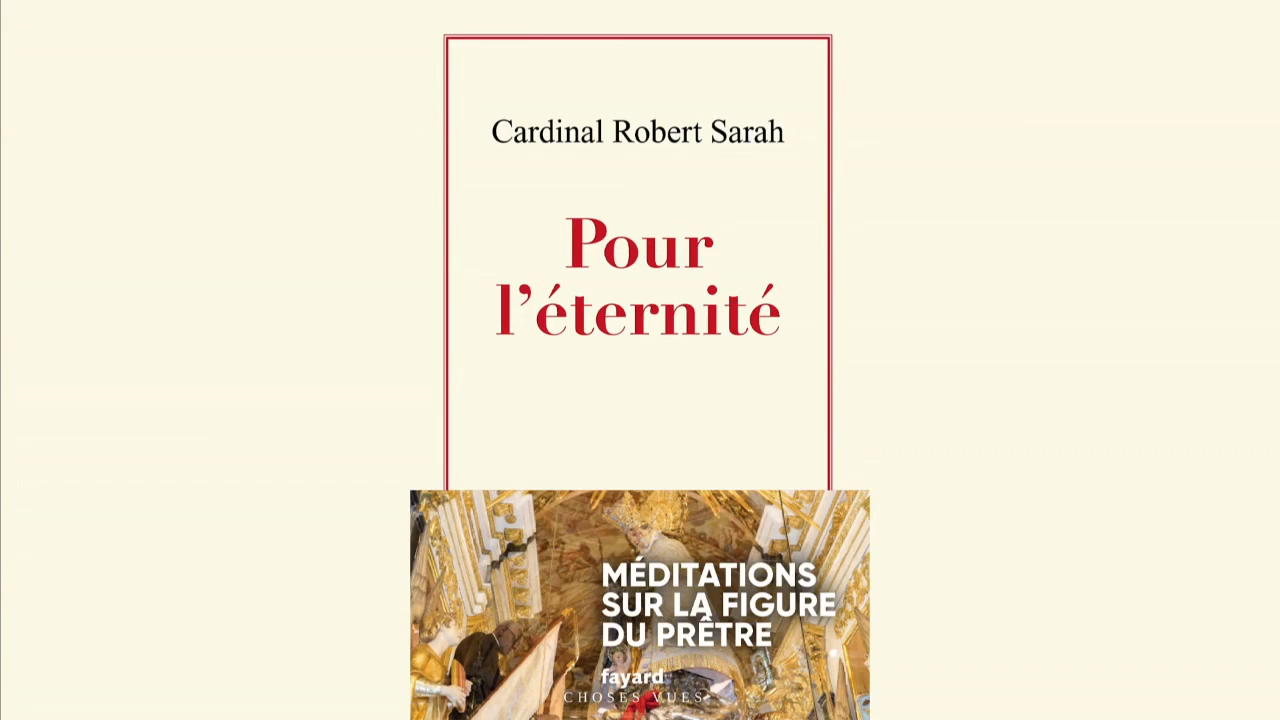 Cardinal Robert Sarah
Pour
l’éternité
MÉDITATIONS
SUR LA FIGURE
DU PRÊTRE
fayard
CHOSES VUES